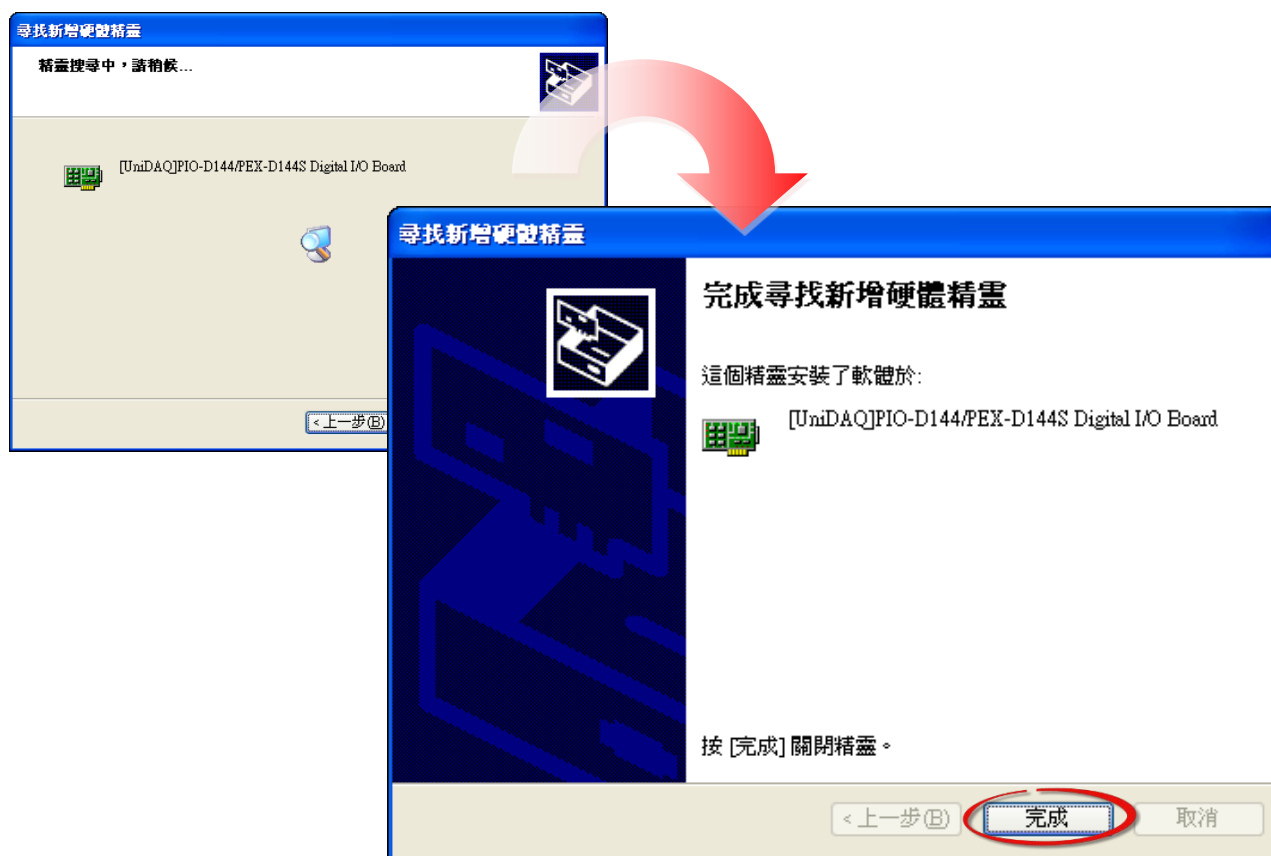 尋找新增硬體精靈
精靈搜尋中，請稍候...
[UniDAQ]PIO-D144/PEX-D144S Digital I/O Board
<上一步(B)
尋找新增硬體精靈
完成尋找新增硬體精靈
這個精靈安裝了軟體於:
[UniDAQ]PIO-D144/PEX-D144S Digital I/O Board
按 [完成] 關閉精靈。
<上一步(B)
完成
取消